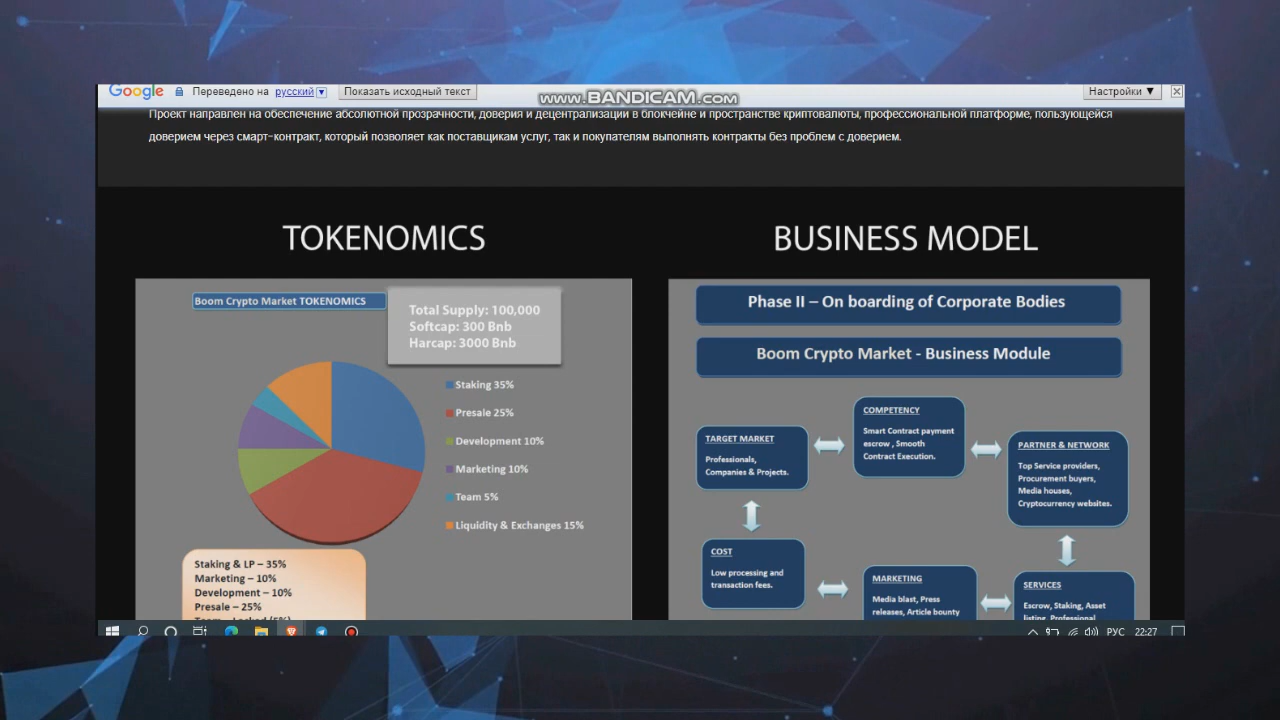 Google Переведено на русский Показать исходный текст Настройки ▼
www.BANDICAM.com
Проект направлен на обеспечение абсолютной прозрачности, доверия и децентрализации в блокчейне и пространстве криптовалюты, профессиональной платформе, пользующейся
доверием через смарт-контракт, который позволяет как поставщикам услуг, так и покупателям выполнять контракты без проблем с доверием.
TOKENOMICS
Boom Crypto Market TOKENOMICS
Total Supply: 100,000
Softcap: 300 Bnb
Harcap: 3000 Bnb
Staking 35%
Presale 25%
Development 10%
Marketing 10%
Team 5%
Liquidity & Exchanges 15%
Staking & LP – 35%
Marketing – 10%
Development – 10%
Presale – 25%
Team – Locked (5%)
BUSINESS MODEL
Phase II – On boarding of Corporate Bodies
Boom Crypto Market - Business Module
TARGET MARKET
Professionals,
Companies & Projects.
COMPETENCY
Smart Contract payment
escrow , Smooth
Contract Execution.
PARTNER & NETWORK
Top Service providers,
Procurement buyers,
Media houses,
Cryptocurrency websites.
COST
Low processing and
transaction fees.
MARKETING
Media blast, Press
releases, Article bounty
SERVICES
Escrow, Staking, Asset
listing, Professional
РУС 22:27